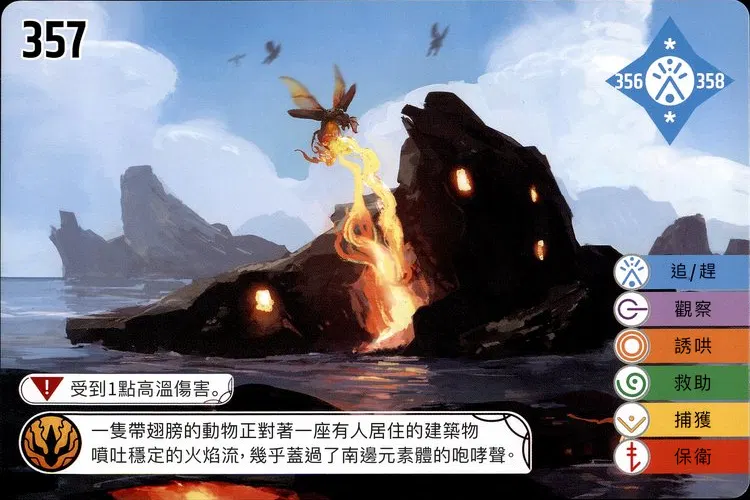 357
*
356 358
*
追/趕
觀察
誘哄
救助
捕獲
保衛
! 受到1點高溫傷害。
一隻帶翅膀的動物正對著一座有人居住的建築物
噴吐穩定的火焰流,幾乎蓋過了南邊元素體的咆哮聲。